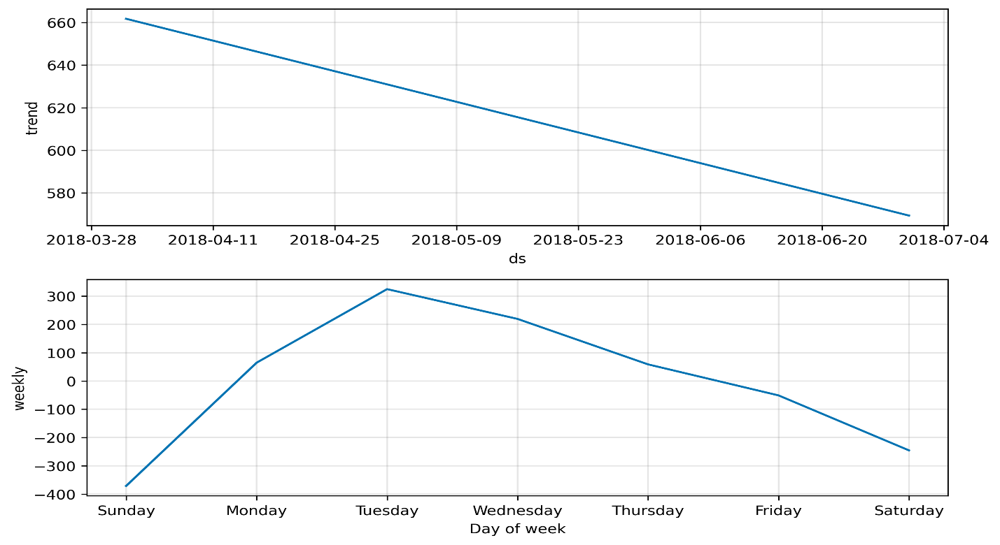 660
640
620
600
580
trend
2018-03-28 2018-04-11 2018-04-25 2018-05-09 2018-05-23 2018-06-06 2018-06-20 2018-07-04
ds
300
200
100
0
−100
−200
−300
−400
weekly
Sunday Monday Tuesday Wednesday Thursday Friday Saturday
Day of week